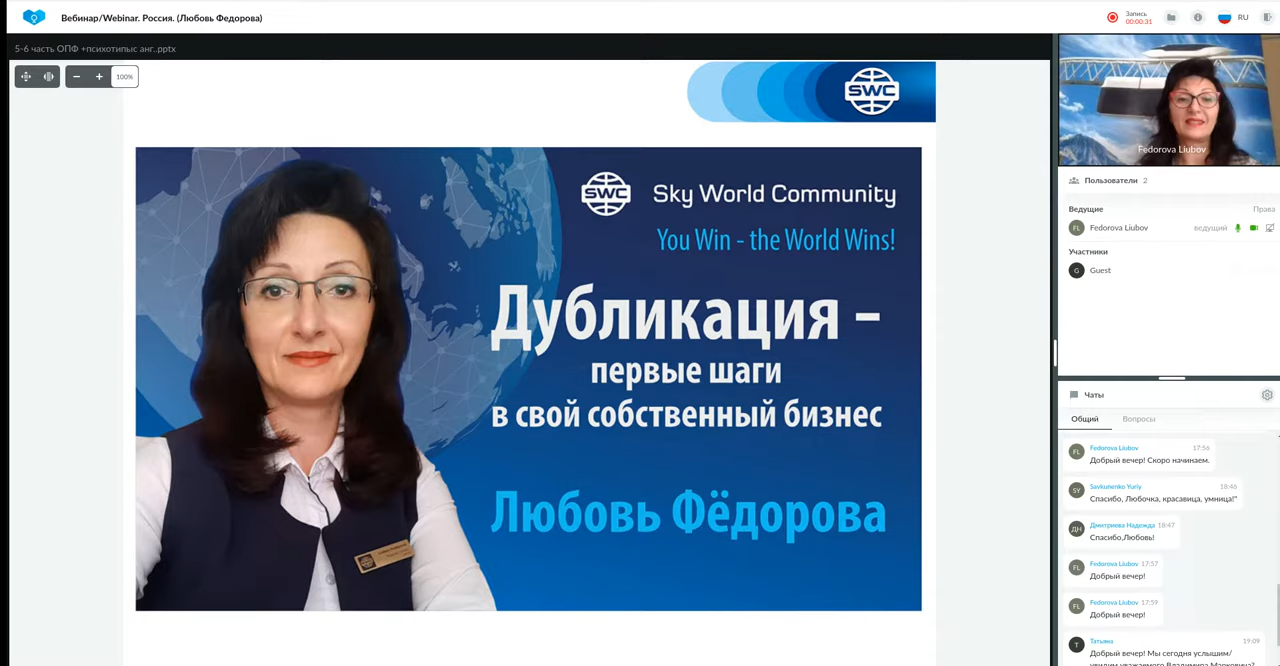 Вебинар/Webinar. Россия. (Любовь Федорова)
Запись
00:00:31
RU
5-6 часть ОПФ +психотипыс анг..pptx
100%
SWC
SWC Sky World Community
You Win - the World Wins!
Дубликация –
первые шаги
в свой собственный бизнес
Любовь Фёдорова
Fedorova Liubov
Пользователи 2
Ведущие Права
FL Fedorova Liubov ведущий
Участники
G Guest
Чаты
Общий Вопросы
FL Fedorova Liubov 17:56
Добрый вечер! Скоро начинаем.
SY Savkunenko Yuriy 18:46
Спасибо, Любочка, красавица, умница!"
ДН Дмитриева Надежда 18:47
Спасибо,Любовь!
FL Fedorova Liubov 17:57
Добрый вечер!
FL Fedorova Liubov 17:59
Добрый вечер!
Т Татьяна 19:09
Добрый вечер! Мы сегодня услышим/
увидим уважаемого Владимира Марковича?